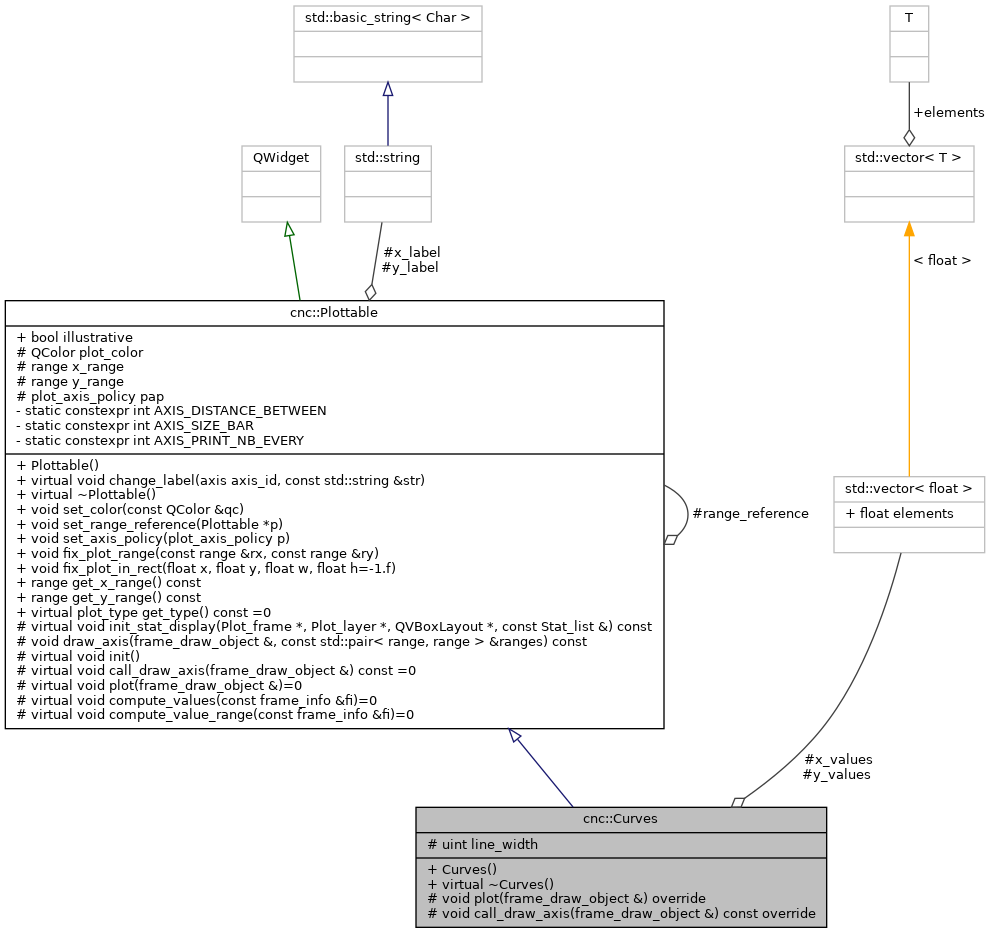 std::basic_string< Char >
T
+elements
QWidget
std::string
std::vector< T >
#x_label
#y_label
< float >
cnc::Plottable
+ bool illustrative
# QColor plot_color
# range x_range
# range y_range
# plot_axis_policy pap
- static constexpr int AXIS_DISTANCE_BETWEEN
- static constexpr int AXIS_SIZE_BAR
- static constexpr int AXIS_PRINT_NB_EVERY
+ Plottable()
+ virtual void change_label(axis axis_id, const std::string &str)
+ virtual ~Plottable()
+ void set_color(const QColor &qc)
+ void set_range_reference(Plottable *p)
+ void set_axis_policy(plot_axis_policy p)
+ void fix_plot_range(const range &rx, const range &ry)
+ void fix_plot_in_rect(float x, float y, float w, float h=-1.f)
+ range get_x_range() const
+ range get_y_range() const
+ virtual plot_type get_type() const =0
# virtual void init_stat_display(Plot_frame *, Plot_layer *, QVBoxLayout *, const Stat_list &) const
# void draw_axis(frame_draw_object &, const std::pair< range, range > &ranges) const
# virtual void init()
# virtual void call_draw_axis(frame_draw_object &) const =0
# virtual void plot(frame_draw_object &)=0
# virtual void compute_values(const frame_info &fi)=0
# virtual void compute_value_range(const frame_info &fi)=0
#range_reference
std::vector< float >
+ float elements
#x_values
#y_values
cnc::Curves
# uint line_width
+ Curves()
+ virtual ~Curves()
# void plot(frame_draw_object &) override
# void call_draw_axis(frame_draw_object &) const override